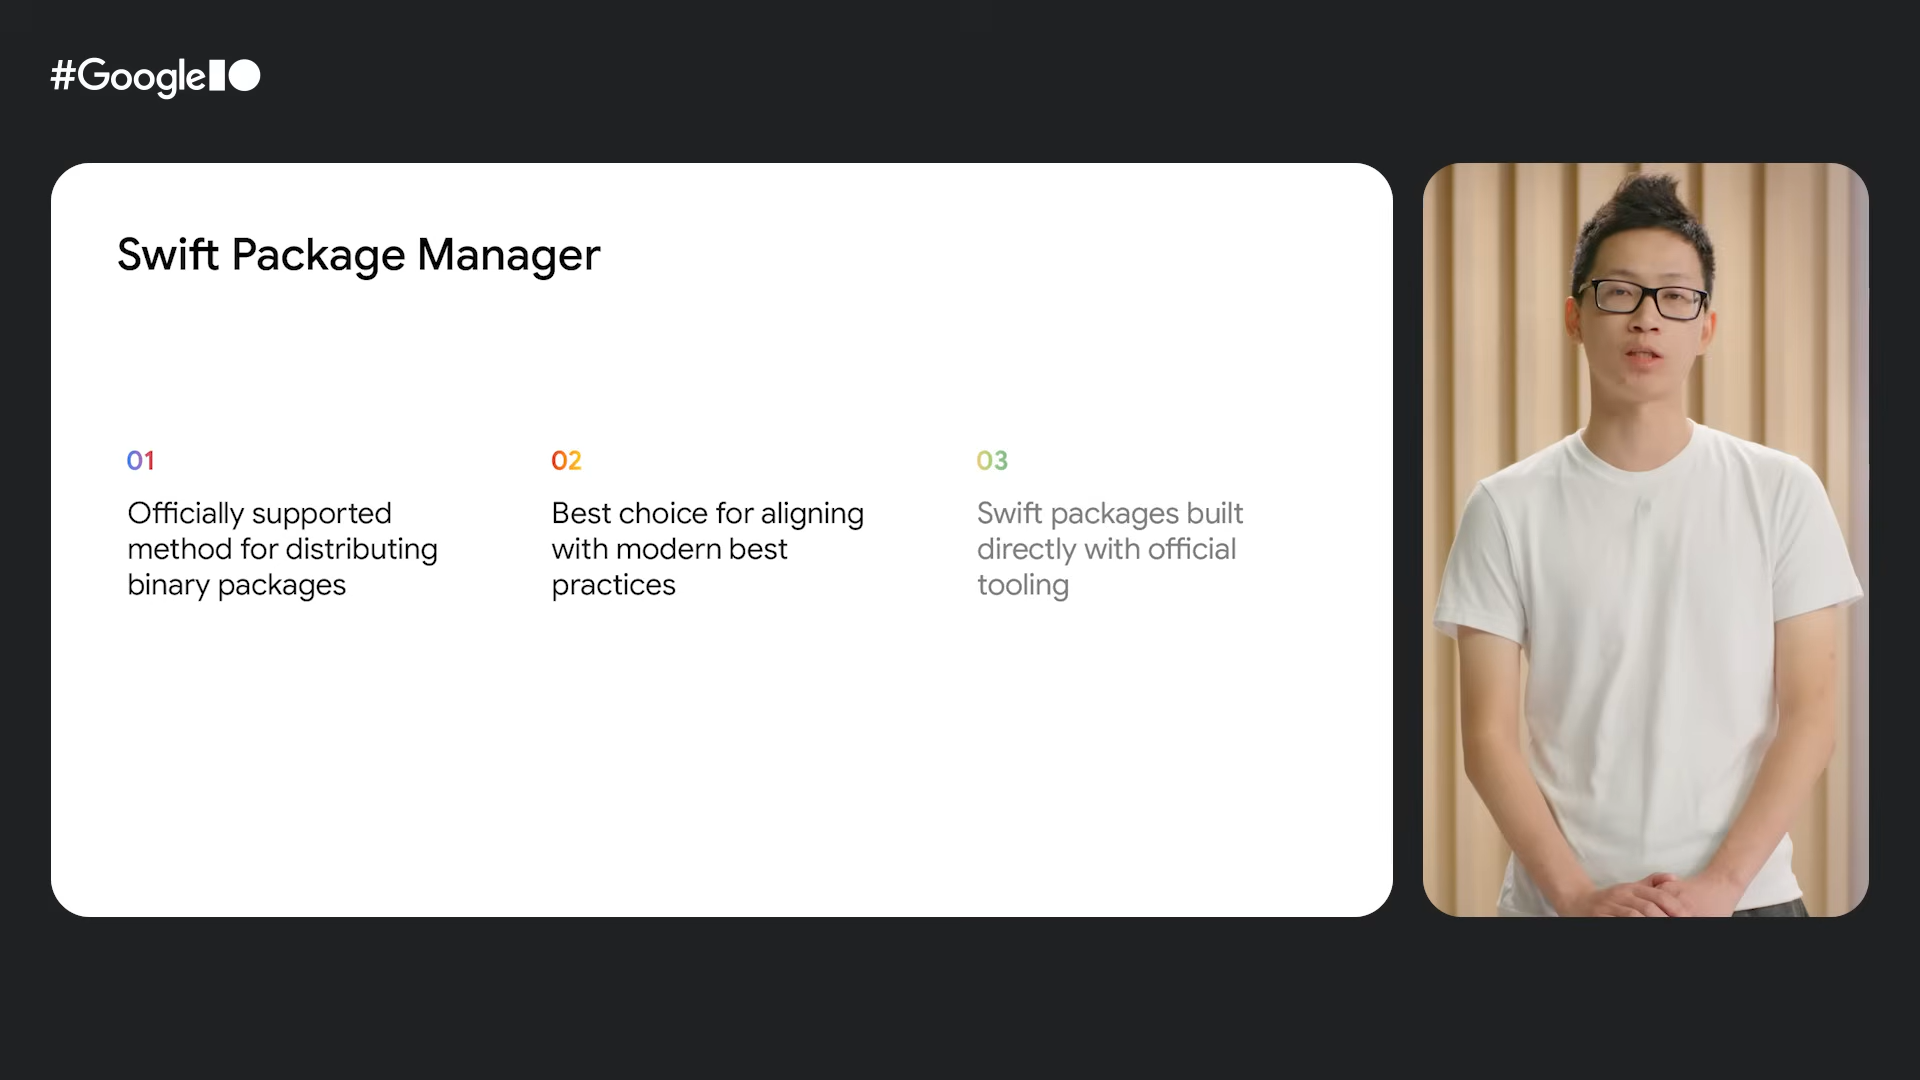 #GoogleIO
Swift Package Manager
01
Officially supported
method for distributing
binary packages
02
Best choice for aligning
with modern best
practices
03
Swift packages built
directly with official
tooling